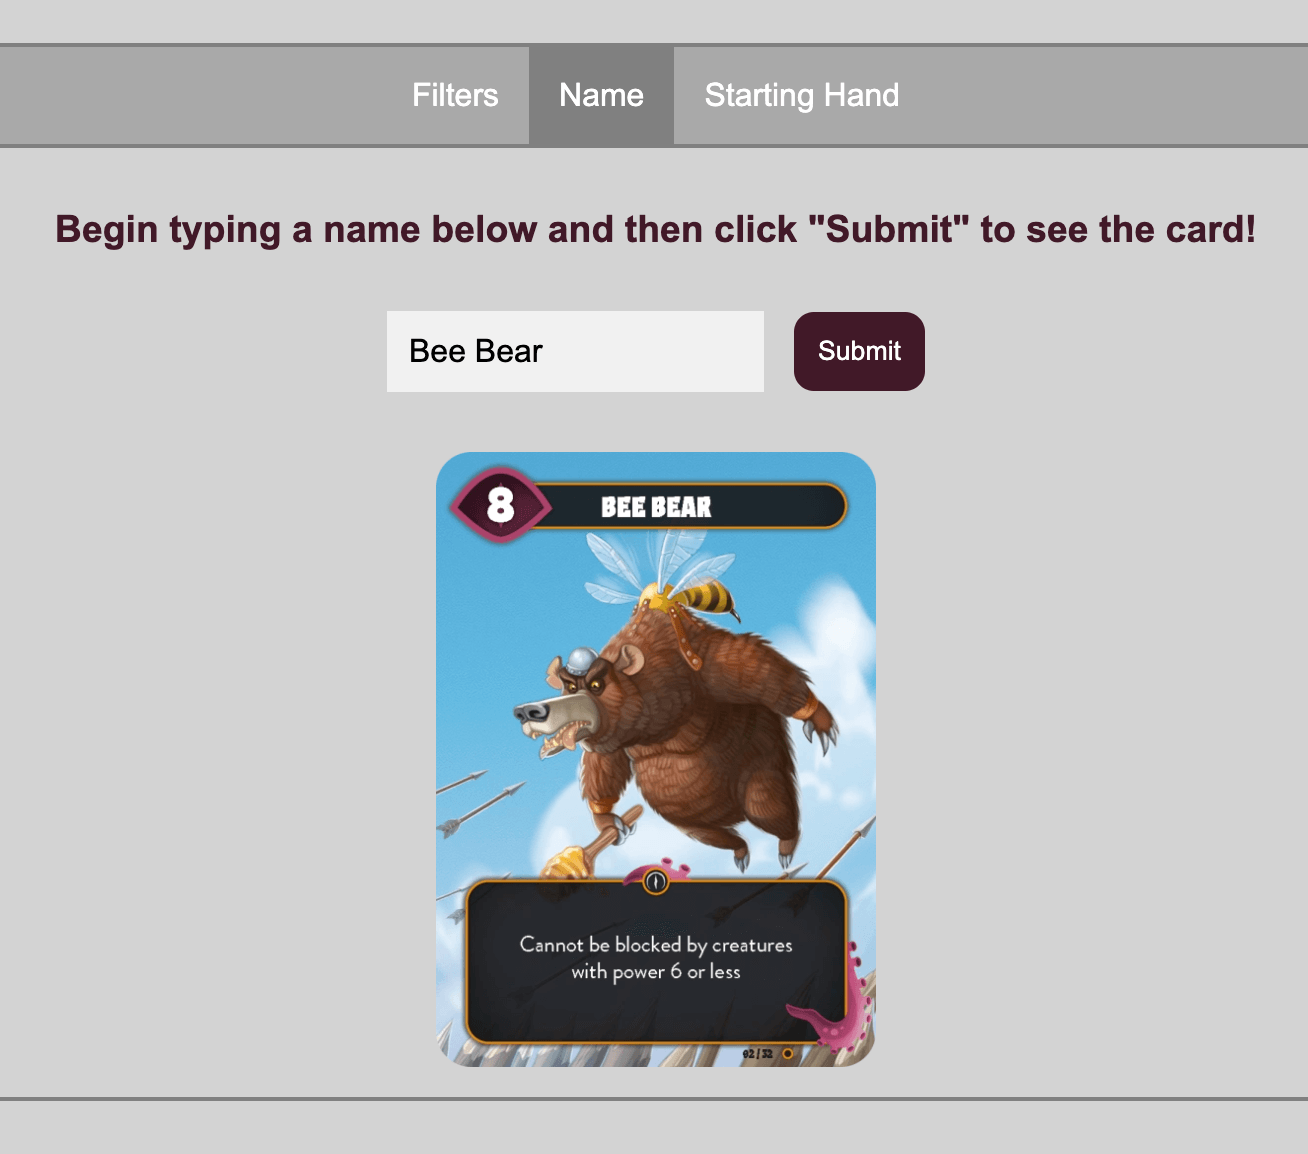 Filters
Name
Starting Hand
Begin typing a name below and then click "Submit" to see the card!
Bee Bear
Submit
8
BEE BEAR
Cannot be blocked by creatures
with power 6 or less
02/32